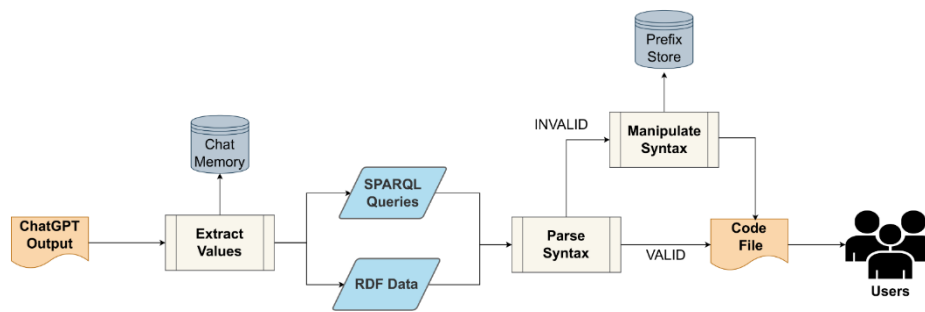 Prefix
Store
INVALID
Manipulate
Syntax
Chat
Memory
SPARQL
Queries
ChatGPT
Output
Extract
Values
Parse
Syntax
VALID
Code
File
RDF Data
Users